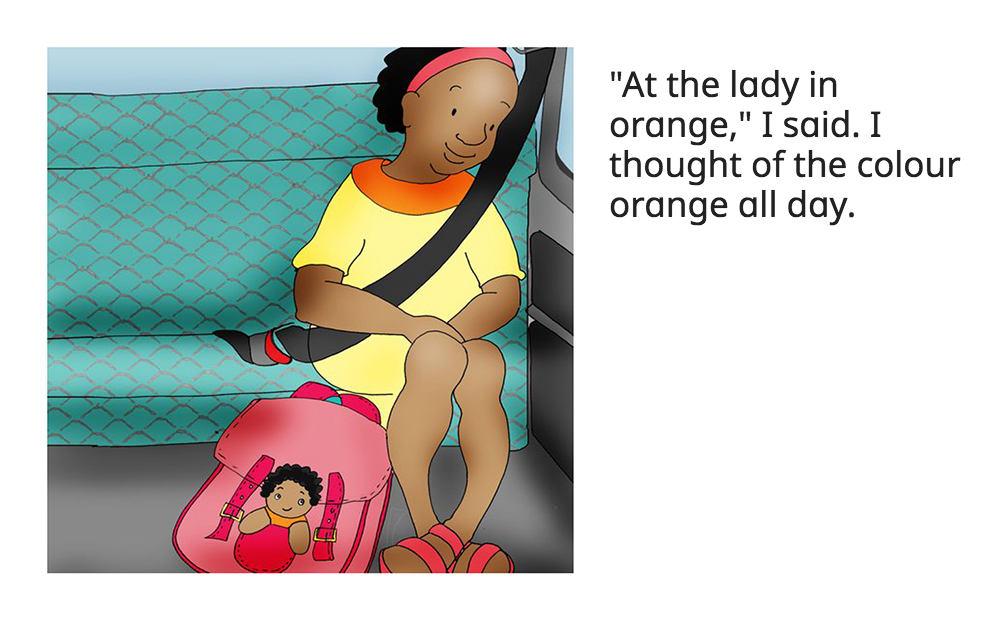 "At the lady in
orange," I said. I
thought of the colour
orange all day.